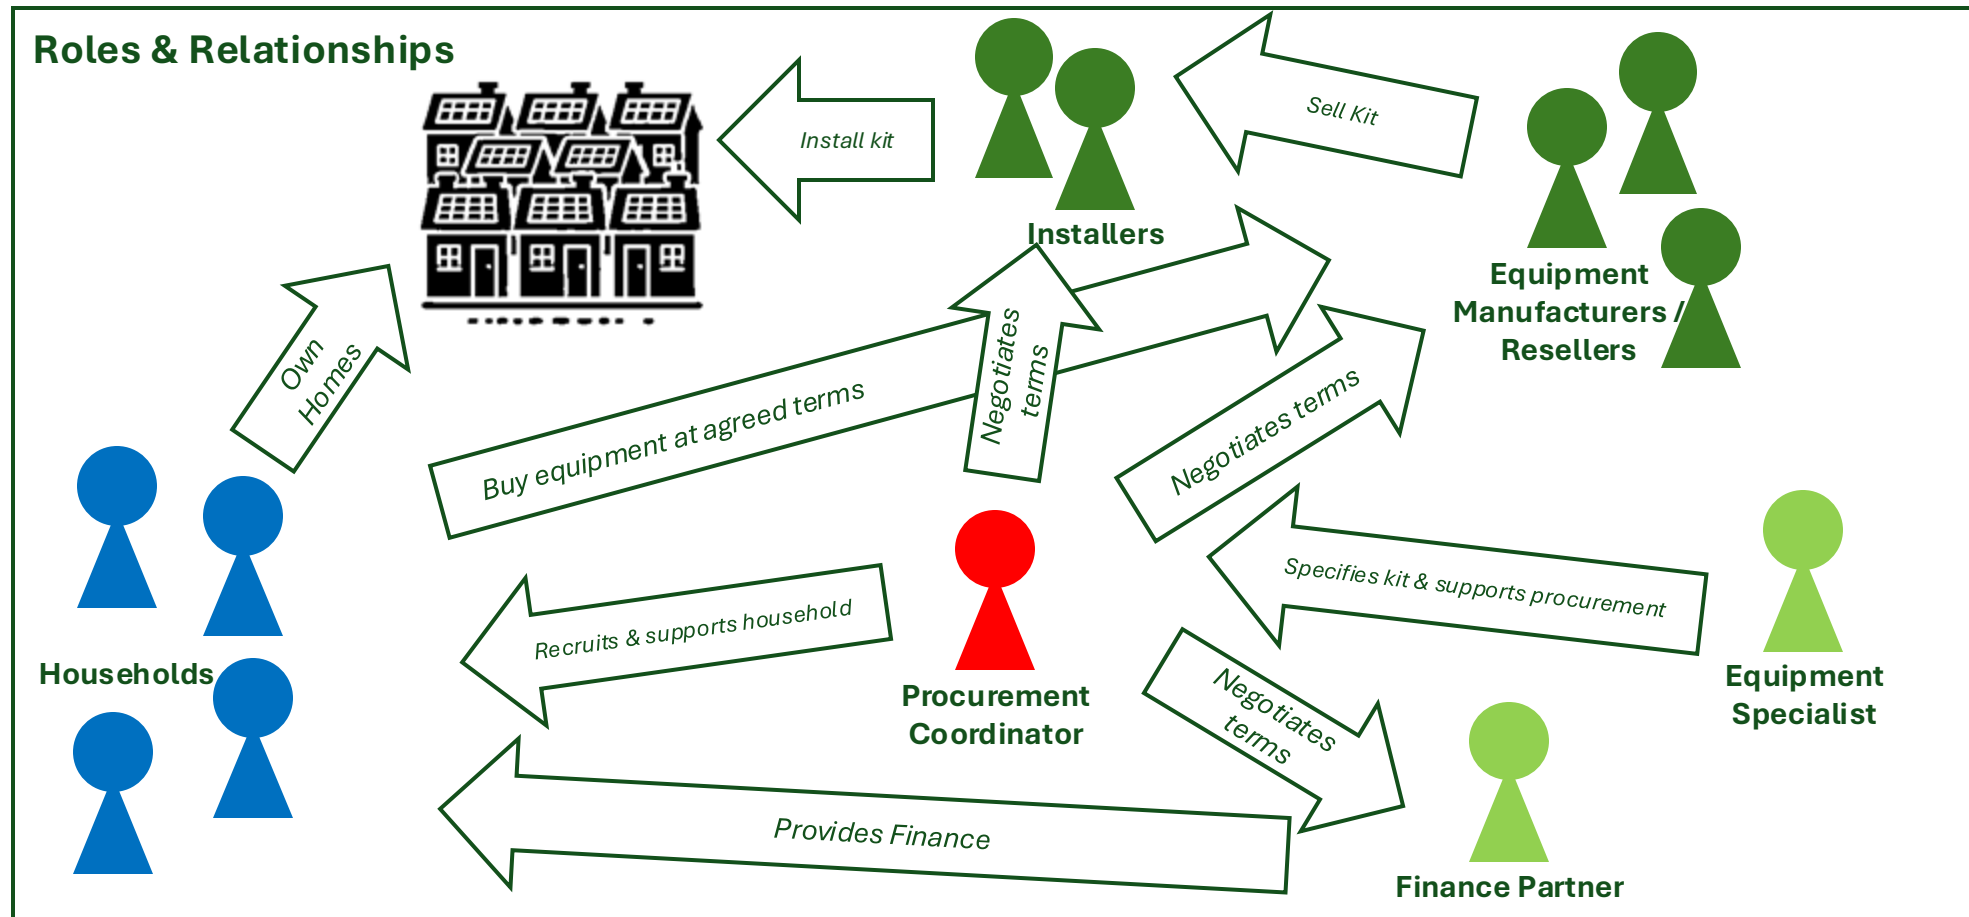 Roles & Relationships
Install kit
Sell Kit
Installers
Equipment
Manufacturers /
Resellers
Own
Homes
Buy equipment at agreed terms
Negotiates
terms
Negotiates terms
Specifies kit & supports procurement
Recruits & supports household
Households
Procurement
Coordinator
Equipment
Specialist
Negotiates
terms
Provides Finance
Finance Partner